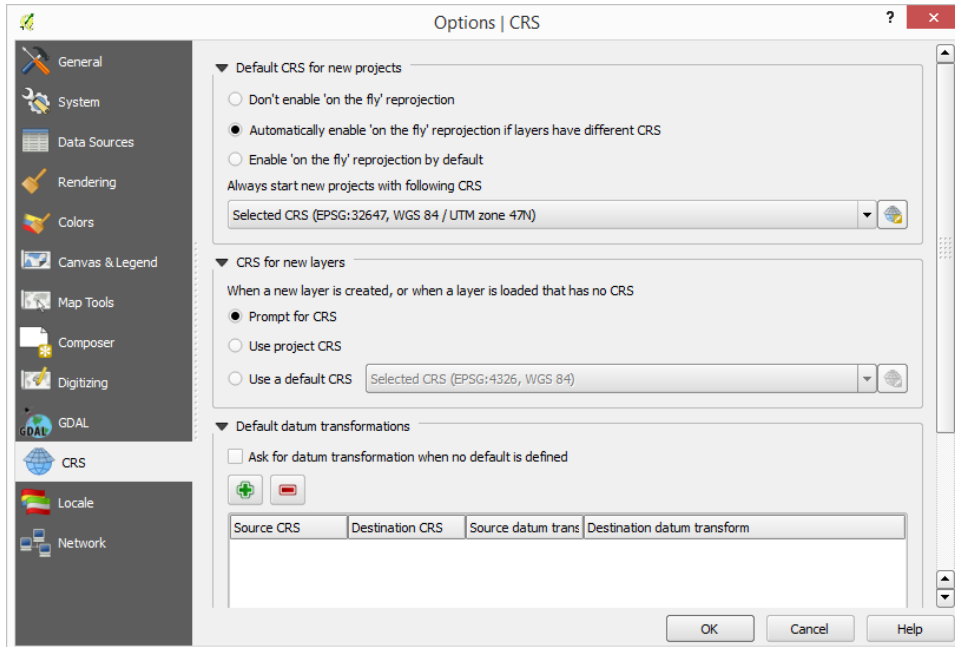 Options | CRS
?
General
System
Data Sources
Rendering
Colors
Canvas & Legend
Map Tools
Composer
Digitizing
GDAL
GDAL
CRS
Locale
Network
Default CRS for new projects
Don't enable 'on the fly' reprojection
Automatically enable 'on the fly' reprojection if layers have different CRS
Enable 'on the fly' reprojection by default
Always start new projects with following CRS
Selected CRS (EPSG:32647, WGS 84 / UTM zone 47N)
CRS for new layers
When a new layer is created, or when a layer is loaded that has no CRS
Prompt for CRS
Use project CRS
Use a default CRS Selected CRS (EPSG:4326, WGS 84)
Default datum transformations
Ask for datum transformation when no default is defined
Source CRS Destination CRS Source datum trans Destination datum transform
OK Cancel Help